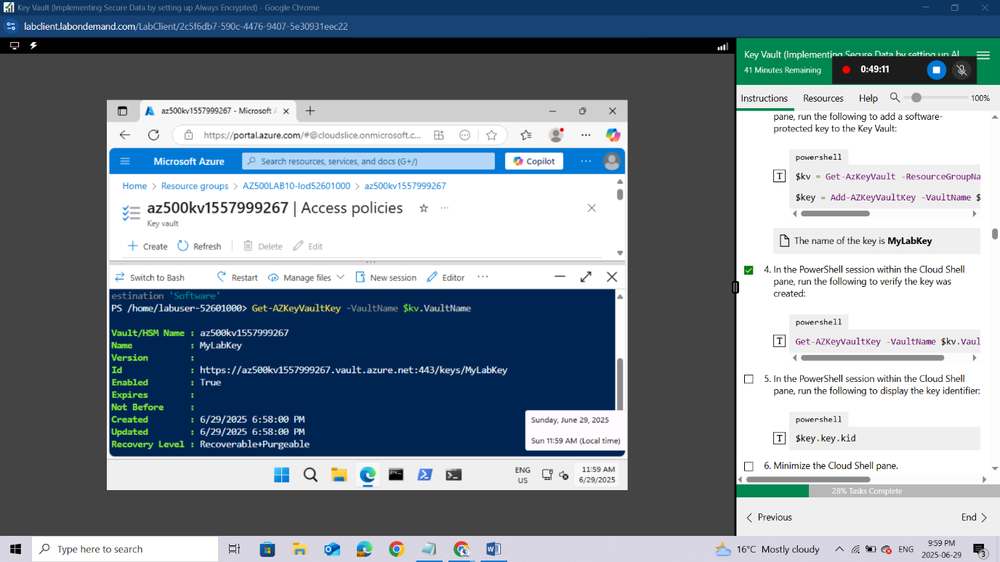 Key Vault (Implementing Secure Data by setting up Always Encrypted) - Google Chrome
labclient.labondemand.com/LabClient/2c5f6db7-590c-4476-9407-5e30931eec22
az500kv1557999267 - Microsoft A
https://portal.azure.com/#@cloudslice.onmicrosoft.c...
Microsoft Azure
Search resources, services, and docs (G+/)
Copilot
Home > Resource groups > AZ500LAB10-lod52601000 > az500kv1557999267
az500kv1557999267 | Access policies
Key vault
Create Refresh Delete Edit
Switch to Bash Restart Manage files New session Editor
estination 'Software'
PS /home/labuser-52601000> Get-AZKeyVaultKey -VaultName $kv.VaultName
Vault/HSM Name : az500kv1557999267
Name : MyLabKey
Version :
Id : https://az500kv1557999267.vault.azure.net:443/keys/MyLabKey
Enabled : True
Expires :
Not Before :
Created : 6/29/2025 6:58:00 PM
Updated : 6/29/2025 6:58:00 PM
Recovery Level : Recoverable+Purgeable
Sunday, June 29, 2025
Sun 11:59 AM (Local time)
ENG
US
11:59 AM
6/29/2025
Key Vault (Implementing Secure Data by setting up Al
41 Minutes Remaining
0:49:11
Instructions Resources Help 100%
pane, run the following to add a software-
protected key to the Key Vault:
powershell
T
$kv = Get-AzKeyVault -ResourceGroupNa
$key = Add-AZKeyVaultKey -VaultName $
The name of the key is MyLabKey
4. In the PowerShell session within the Cloud Shell
pane, run the following to verify the key was
created:
powershell
T Get-AZKeyVaultKey -VaultName $kv.Vaul
5. In the PowerShell session within the Cloud Shell
pane, run the following to display the key identifier:
powershell
T $key.key.kid
6. Minimize the Cloud Shell pane.
28% Tasks Complete
Previous
End
Type here to search
16°C Mostly cloudy
ENG
9:59 PM
2025-06-29
3